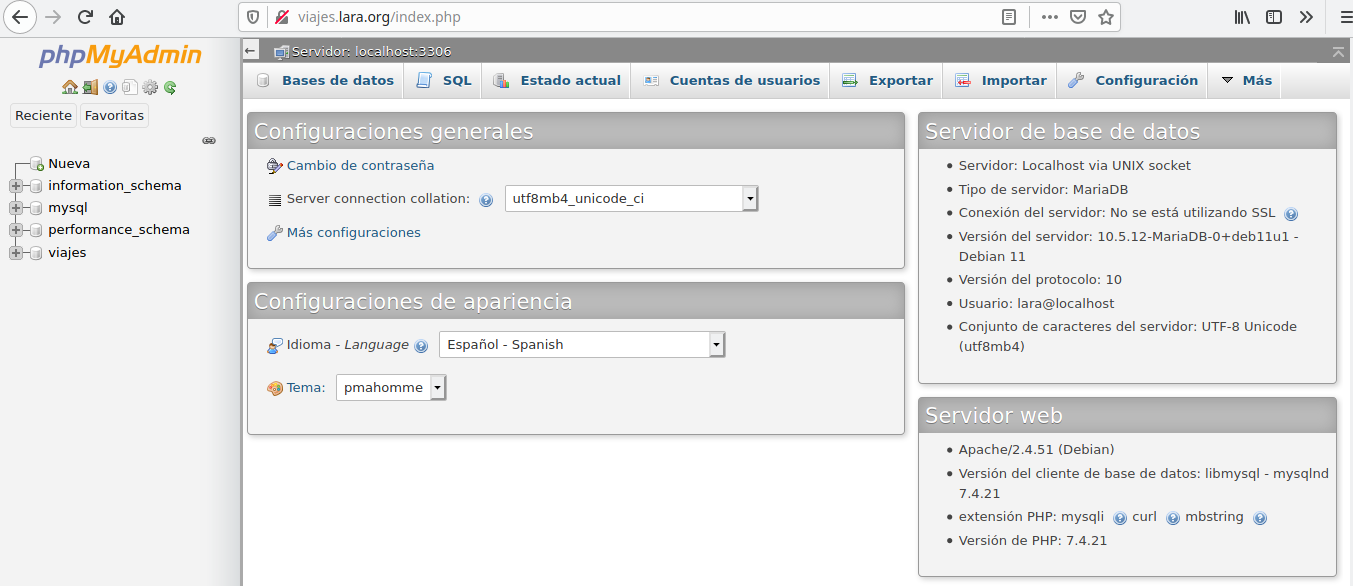 viajes.lara.org/index.php
phpMyAdmin
Reciente Favoritas
Nueva
information_schema
mysql
performance_schema
viajes
Servidor: localhost:3306
Bases de datos SQL Estado actual Cuentas de usuarios Exportar Importar Configuración Más
Configuraciones generales
Cambio de contraseña
Server connection collation: utf8mb4_unicode_ci
Más configuraciones
Configuraciones de apariencia
Idioma - Language Español - Spanish
Tema: pmahomme
Servidor de base de datos
Servidor: Localhost via UNIX socket
Tipo de servidor: MariaDB
Conexión del servidor: No se está utilizando SSL
Versión del servidor: 10.5.12-MariaDB-0+deb11u1 -
Debian 11
Versión del protocolo: 10
Usuario: lara@localhost
Conjunto de caracteres del servidor: UTF-8 Unicode
(utf8mb4)
Servidor web
Apache/2.4.51 (Debian)
Versión del cliente de base de datos: libmysql - mysqlnd
7.4.21
extensión PHP: mysqli curl mbstring
Versión de PHP: 7.4.21